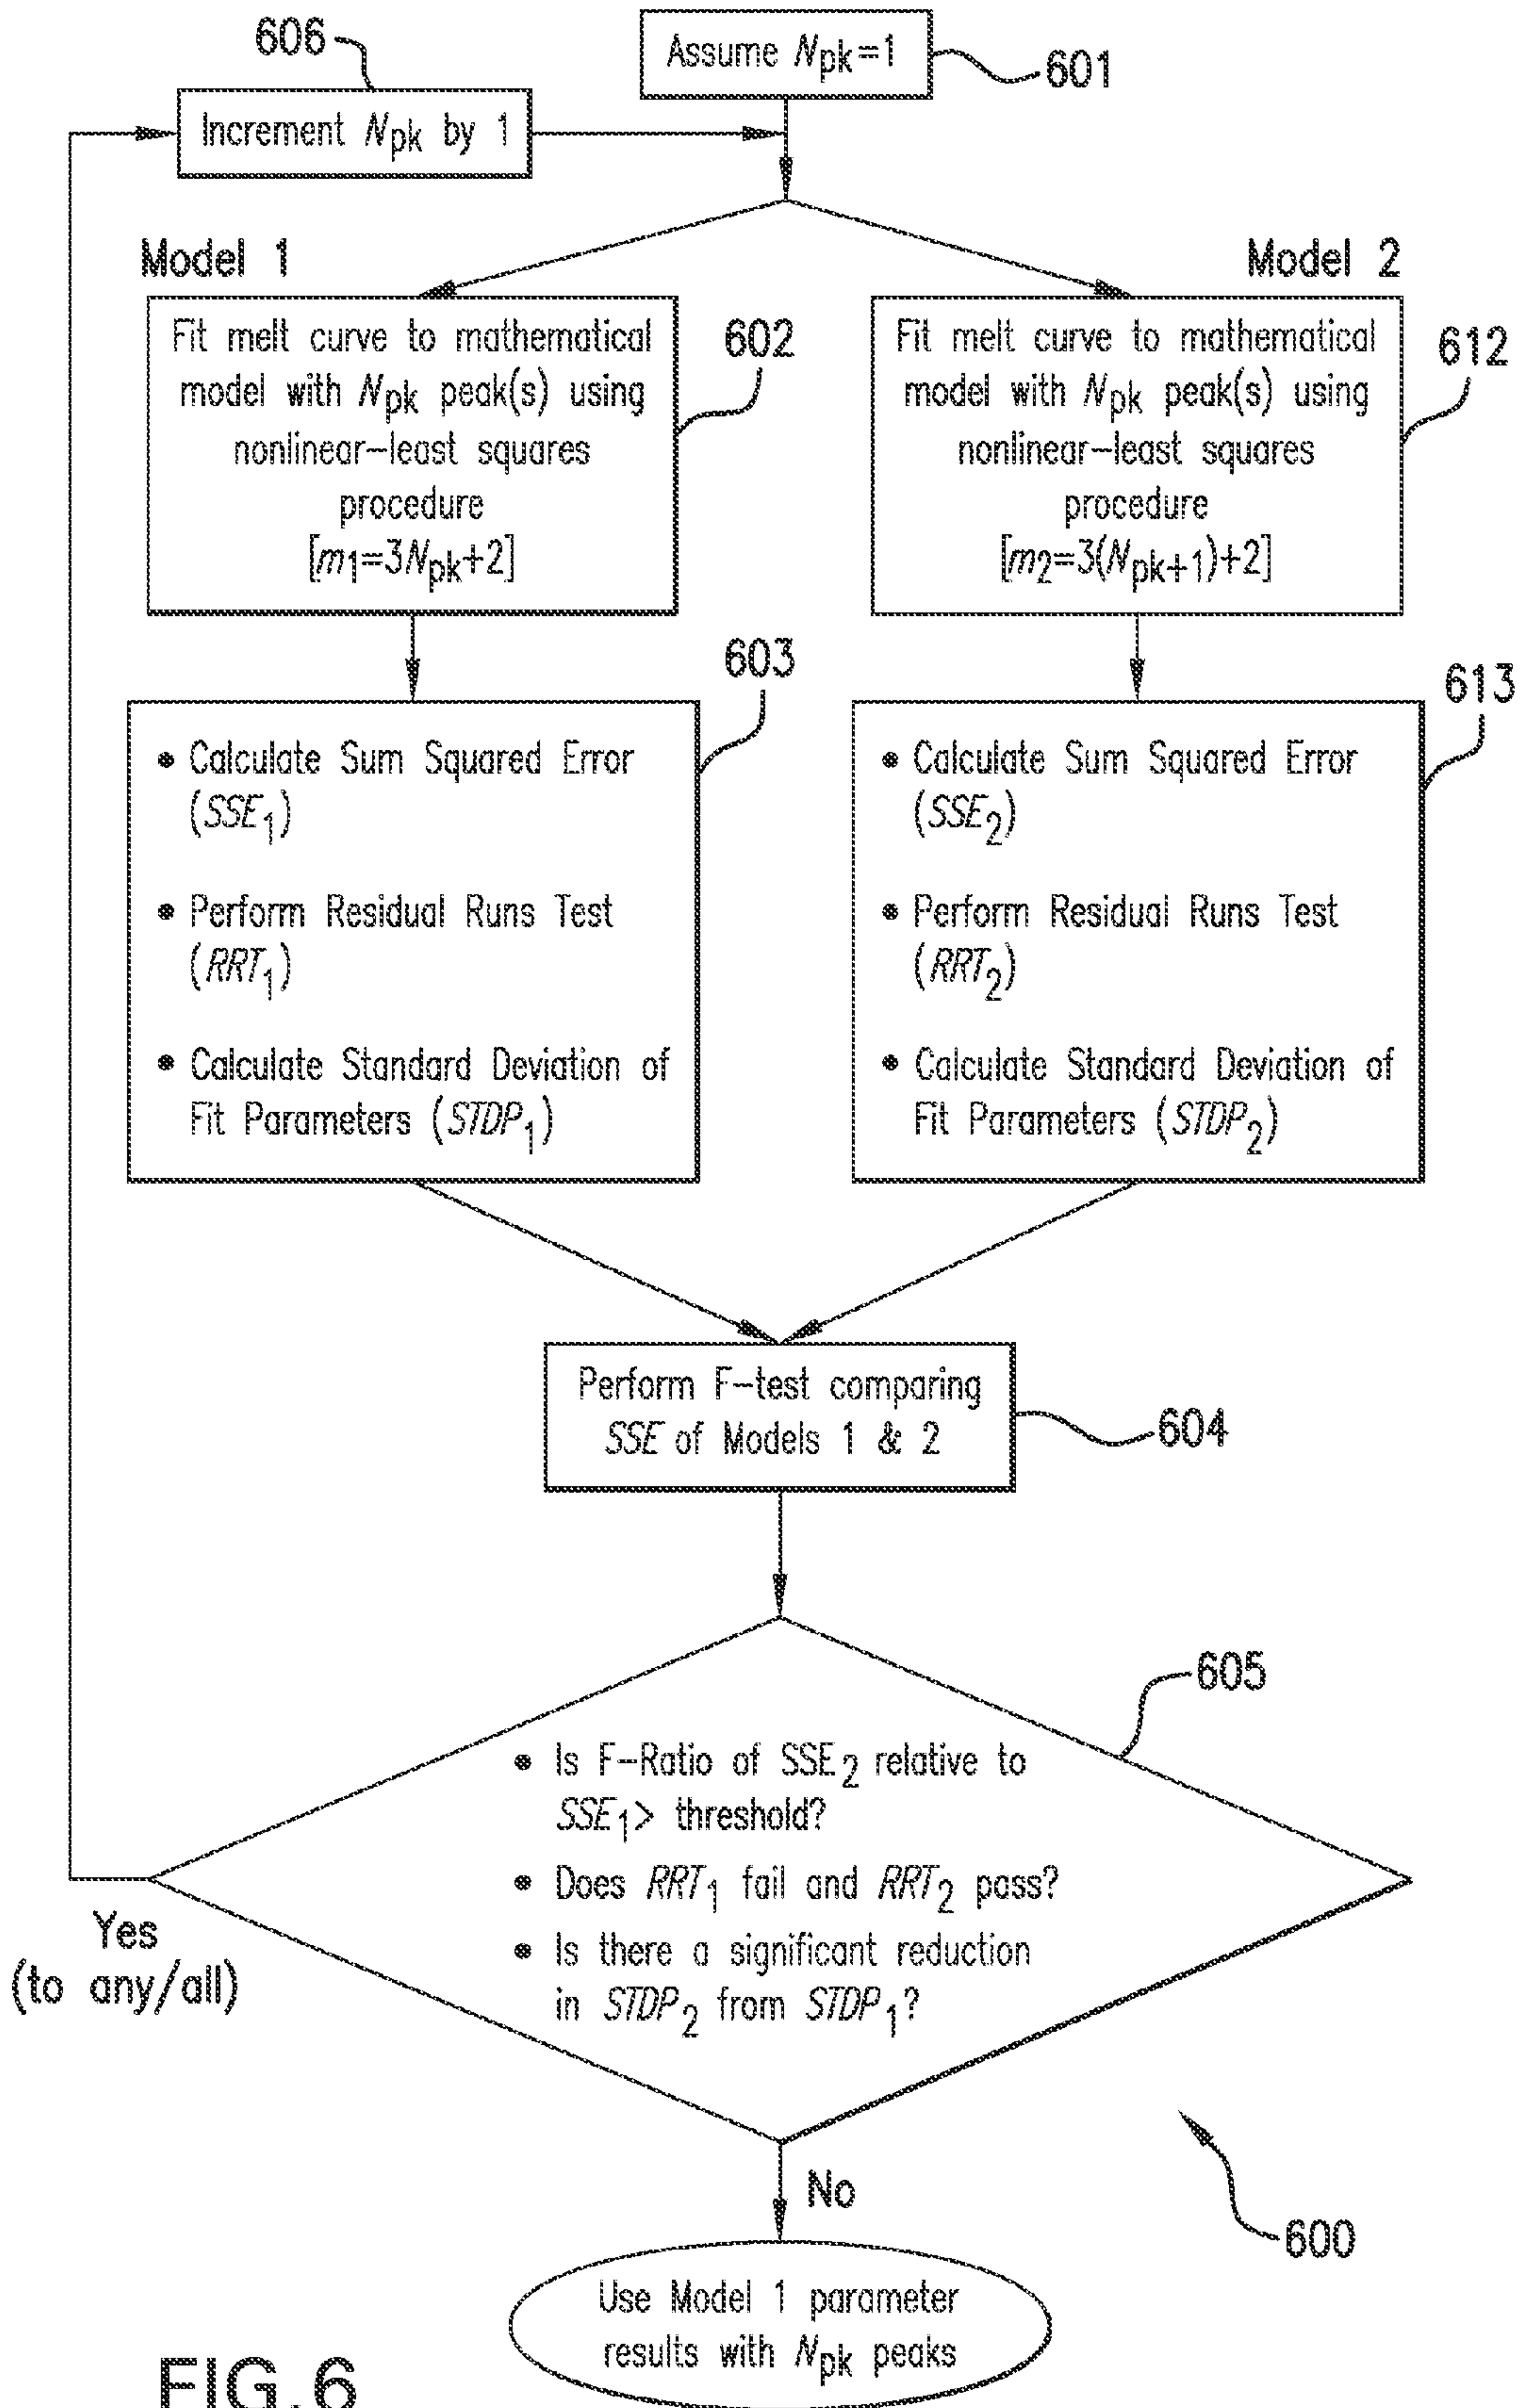 606
Assume Npk=1
601
Increment Npk by 1
Model 1
Model 2
Fit melt curve to mathematical
model with Npk peak(s) using
nonlinear-least squares
procedure
[m1=3Npk+2]
602
Fit melt curve to mathematical
model with Npk peak(s) using
nonlinear-least squares
procedure
[m2=3(Npk+1)+2]
612
603
• Calculate Sum Squared Error
(SSE1)
• Perform Residual Runs Test
(RRT1)
• Calculate Standard Deviation of
Fit Parameters (STDP1)
613
• Calculate Sum Squared Error
(SSE2)
• Perform Residual Runs Test
(RRT2)
• Calculate Standard Deviation of
Fit Parameters (STDP2)
Perform F-test comparing
SSE of Models 1 & 2
604
605
• Is F-Ratio of SSE2 relative to
SSE1> threshold?
• Does RRT1 fail and RRT2 pass?
• Is there a significant reduction
in STDP2 from STDP1?
Yes
(to any/all)
No
600
Use Model 1 parameter
results with Npk peaks
FIG.6